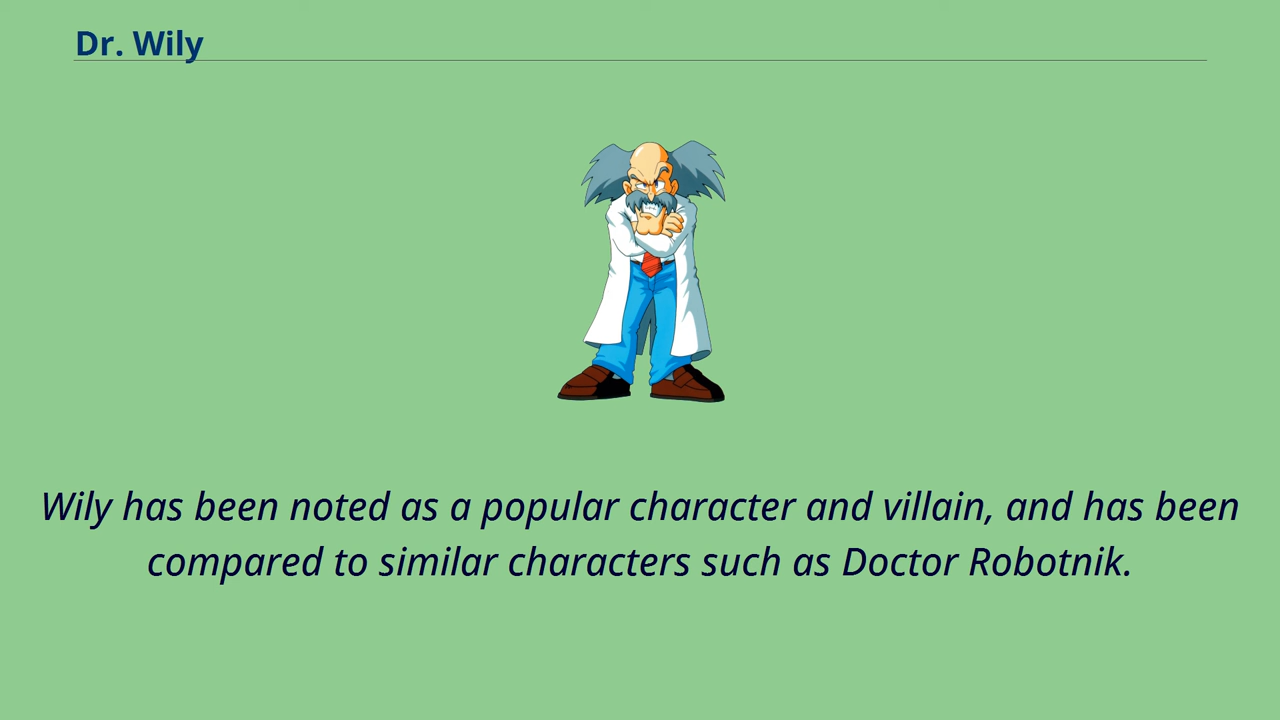 Dr. Wily
Wily has been noted as a popular character and villain, and has been
compared to similar characters such as Doctor Robotnik.